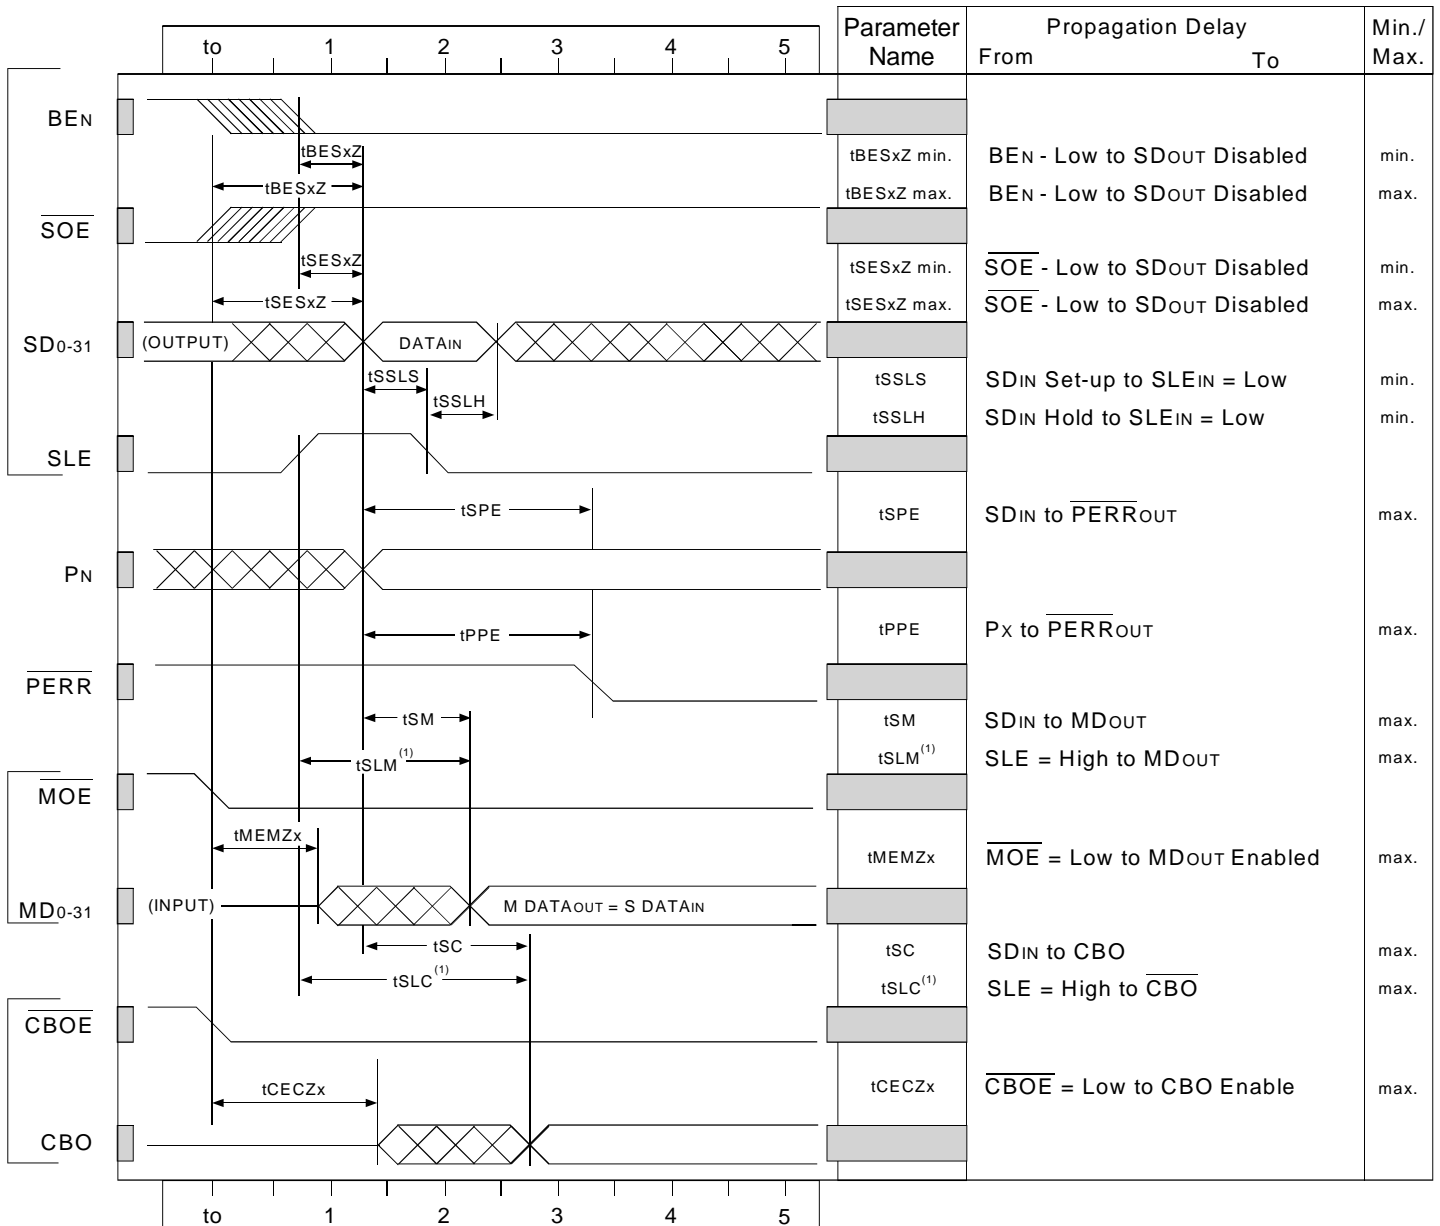 to 1 2 3 4 5
Parameter Name
Propagation Delay
From To
Min./ Max.
BEN
tBESxZ
tBESxZ min. BEN - Low to SDOUT Disabled min.
tBESxZ
tBESxZ max. BEN - Low to SDOUT Disabled max.
SOE
tSESxZ
tSESxZ min. SOE - Low to SDOUT Disabled min.
tSESxZ
tSESxZ max. SOE - Low to SDOUT Disabled max.
SD0-31 (OUTPUT) DATAIN
tSSLS
tSSLS SDIN Set-up to SLEIN = Low min.
tSSLH
tSSLH SDIN Hold to SLEIN = Low min.
SLE
tSPE
tSPE SDIN to PERROUT max.
PN
tPPE
tPPE PX to PERROUT max.
PERR
tSM
tSM SDIN to MDOUT max.
tSLM(1)
tSLM(1) SLE = High to MDOUT max.
MOE
tMEMZx
tMEMZx MOE = Low to MDOUT Enabled max.
MD0-31 (INPUT) M DATAOUT = S DATAIN
tSC
tSC SDIN to CBO max.
tSLC(1)
tSLC(1) SLE = High to CBO max.
CBOE
tCECZx
tCECZx CBOE = Low to CBO Enable max.
CBO
to 1 2 3 4 5